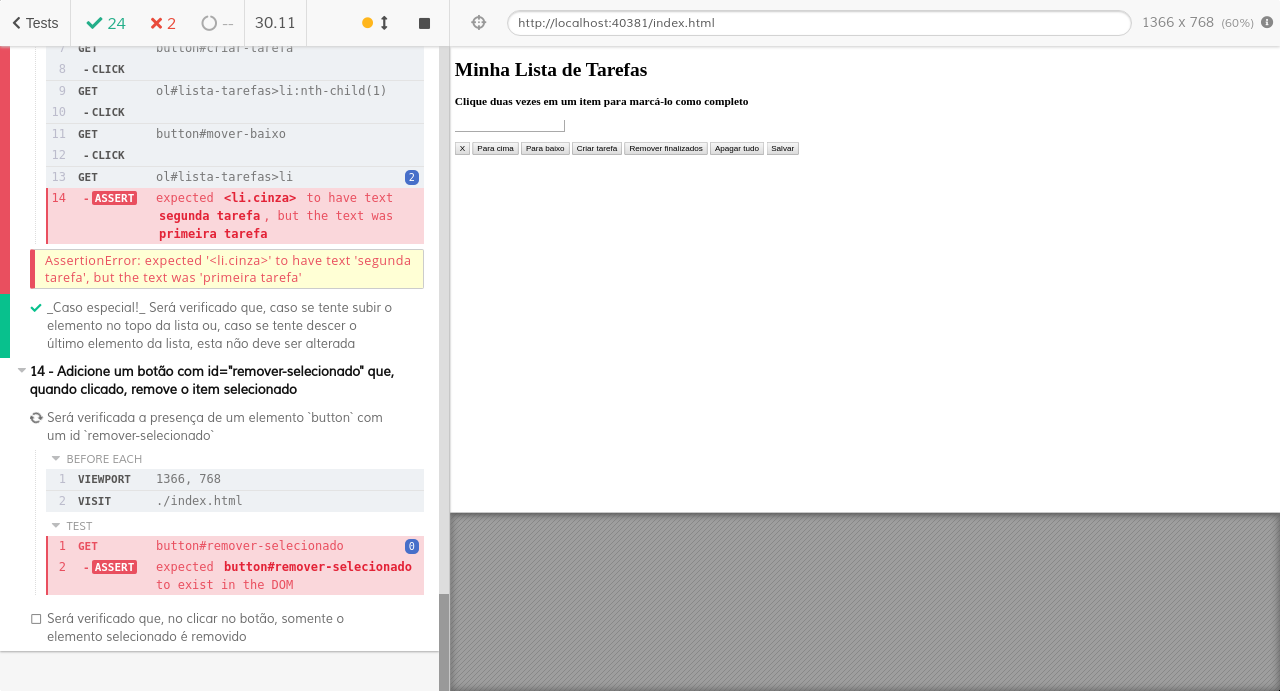 Tests 24 2 -- 30.11
7 GET button#criar-tarefa
8 - CLICK
9 GET ol#lista-tarefas>li:nth-child(1)
10 - CLICK
11 GET button#mover-baixo
12 - CLICK
13 GET ol#lista-tarefas>li 2
14 - ASSERT expected <li.cinza> to have text
segunda tarefa, but the text was
primeira tarefa
AssertionError: expected '<li.cinza>' to have text 'segunda
tarefa', but the text was 'primeira tarefa'
_Caso especial!_ Será verificado que, caso se tente subir o
elemento no topo da lista ou, caso se tente descer o
último elemento da lista, esta não deve ser alterada
14 - Adicione um botão com id="remover-selecionado" que,
quando clicado, remove o item selecionado
Será verificada a presença de um elemento `button` com
um id `remover-selecionado`
BEFORE EACH
1 VIEWPORT 1366, 768
2 VISIT ./index.html
TEST
1 GET button#remover-selecionado 0
2 - ASSERT expected button#remover-selecionado
to exist in the DOM
Será verificado que, no clicar no botão, somente o
elemento selecionado é removido
http://localhost:40381/index.html 1366 x 768 (60%)
Minha Lista de Tarefas
Clique duas vezes em um item para marcá-lo como completo
X Para cima Para baixo Criar tarefa Remover finalizados Apagar tudo Salvar